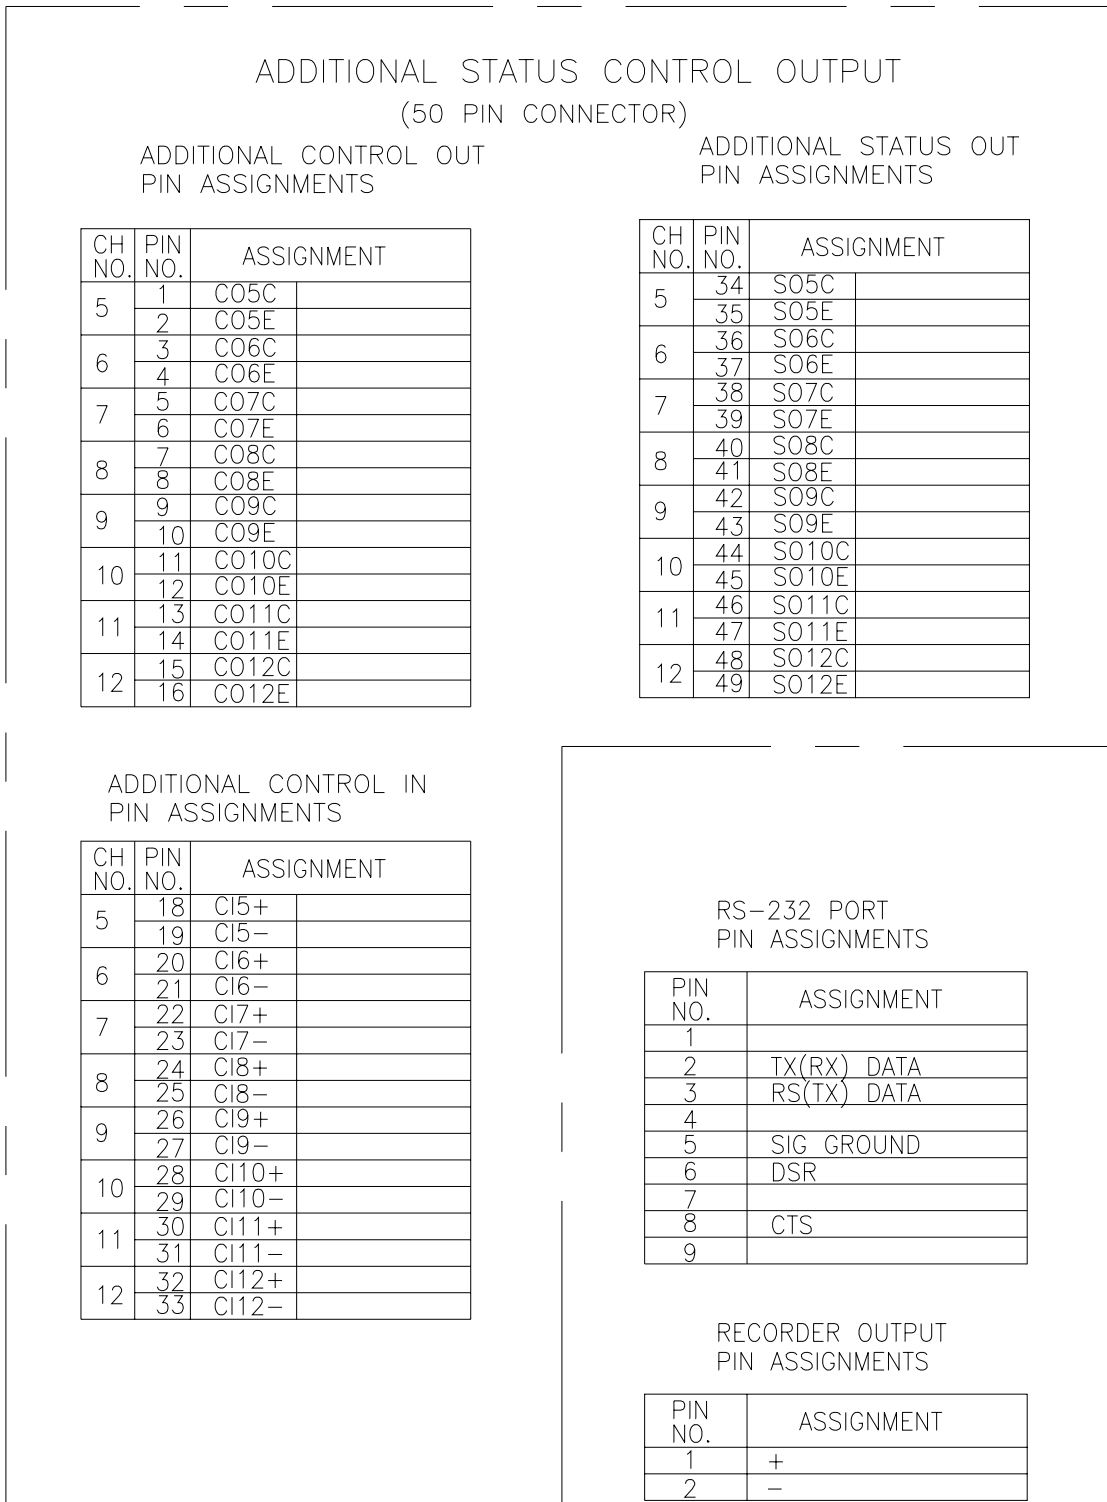 ADDITIONAL STATUS CONTROL OUTPUT
(50 PIN CONNECTOR)
ADDITIONAL CONTROL OUT
PIN ASSIGNMENTS
CH NO. PIN NO. ASSIGNMENT
5 1 CO5C
2 CO5E
6 3 CO6C
4 CO6E
7 5 CO7C
6 CO7E
8 7 CO8C
8 CO8E
9 9 CO9C
10 CO9E
10 11 CO10C
12 CO10E
11 13 CO11C
14 CO11E
12 15 CO12C
16 CO12E
ADDITIONAL STATUS OUT
PIN ASSIGNMENTS
CH NO. PIN NO. ASSIGNMENT
5 34 SO5C
35 SO5E
6 36 SO6C
37 SO6E
7 38 SO7C
39 SO7E
8 40 SO8C
41 SO8E
9 42 SO9C
43 SO9E
10 44 SO10C
45 SO10E
11 46 SO11C
47 SO11E
12 48 SO12C
49 SO12E
ADDITIONAL CONTROL IN
PIN ASSIGNMENTS
CH NO. PIN NO. ASSIGNMENT
5 18 CI5+
19 CI5−
6 20 CI6+
21 CI6−
7 22 CI7+
23 CI7−
8 24 CI8+
25 CI8−
9 26 CI9+
27 CI9−
10 28 CI10+
29 CI10−
11 30 CI11+
31 CI11−
12 32 CI12+
33 CI12−
RS−232 PORT
PIN ASSIGNMENTS
PIN NO. ASSIGNMENT
1
2 TX(RX) DATA
3 RS(TX) DATA
4
5 SIG GROUND
6 DSR
7
8 CTS
9
RECORDER OUTPUT
PIN ASSIGNMENTS
PIN NO. ASSIGNMENT
1 +
2 −